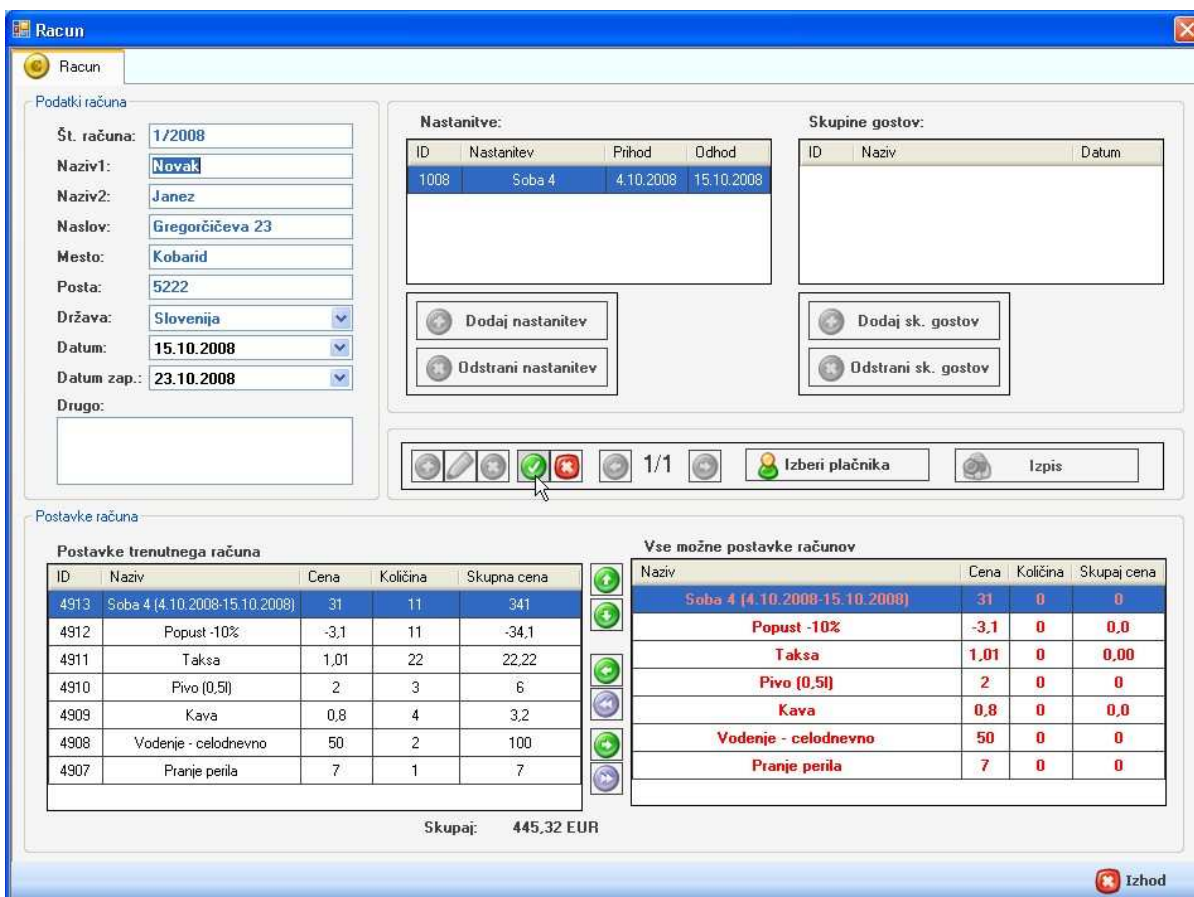 Racun
Racun
Podatki računa
Št. računa: 1/2008
Naziv1: Novak
Naziv2: Janez
Naslov: Gregorčičeva 23
Mesto: Kobarid
Posta: 5222
Država: Slovenija
Datum: 15.10.2008
Datum zap.: 23.10.2008
Drugo:
Nastanitve:
ID Nastanitev Prihod Odhod
1008 Soba 4 4.10.2008 15.10.2008
Dodaj nastanitev
Odstrani nastanitev
Skupine gostov:
ID Naziv Datum
Dodaj sk. gostov
Odstrani sk. gostov
1/1 Izberi plačnika Izpis
Postavke računa
Postavke trenutnega računa
ID Naziv Cena Količina Skupna cena
4913 Soba 4 (4.10.2008-15.10.2008) 31 11 341
4912 Popust -10% -3,1 11 -34,1
4911 Taksa 1,01 22 22,22
4910 Pivo (0,5l) 2 3 6
4909 Kava 0,8 4 3,2
4908 Vodenje - celodnevno 50 2 100
4907 Pranje perila 7 1 7
Skupaj: 445,32 EUR
Vse možne postavke računov
Naziv Cena Količina Skupaj cena
Soba 4 (4.10.2008-15.10.2008) 31 0 0
Popust -10% -3,1 0 0,0
Taksa 1,01 0 0,00
Pivo (0,5l) 2 0 0
Kava 0,8 0 0,0
Vodenje - celodnevno 50 0 0
Pranje perila 7 0 0
Izhod